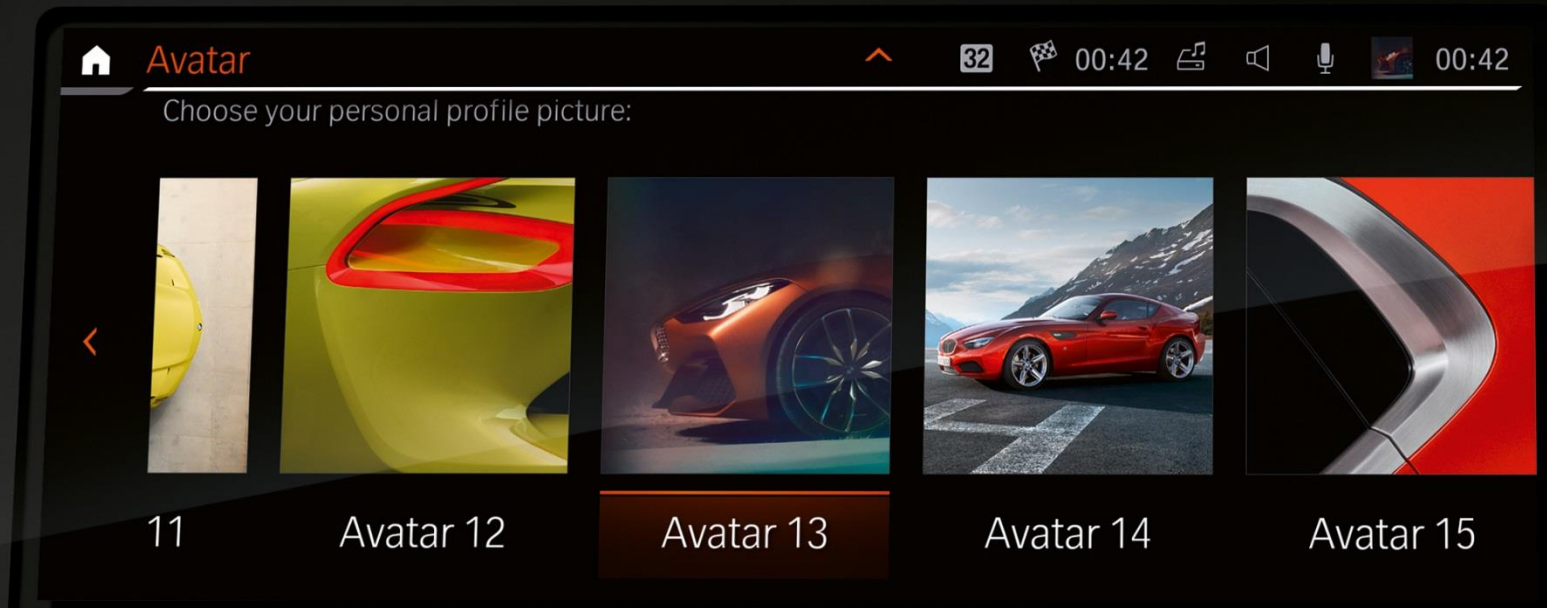 Avatar
32 00:42 00:42
Choose your personal profile picture:
11 Avatar 12 Avatar 13 Avatar 14 Avatar 15